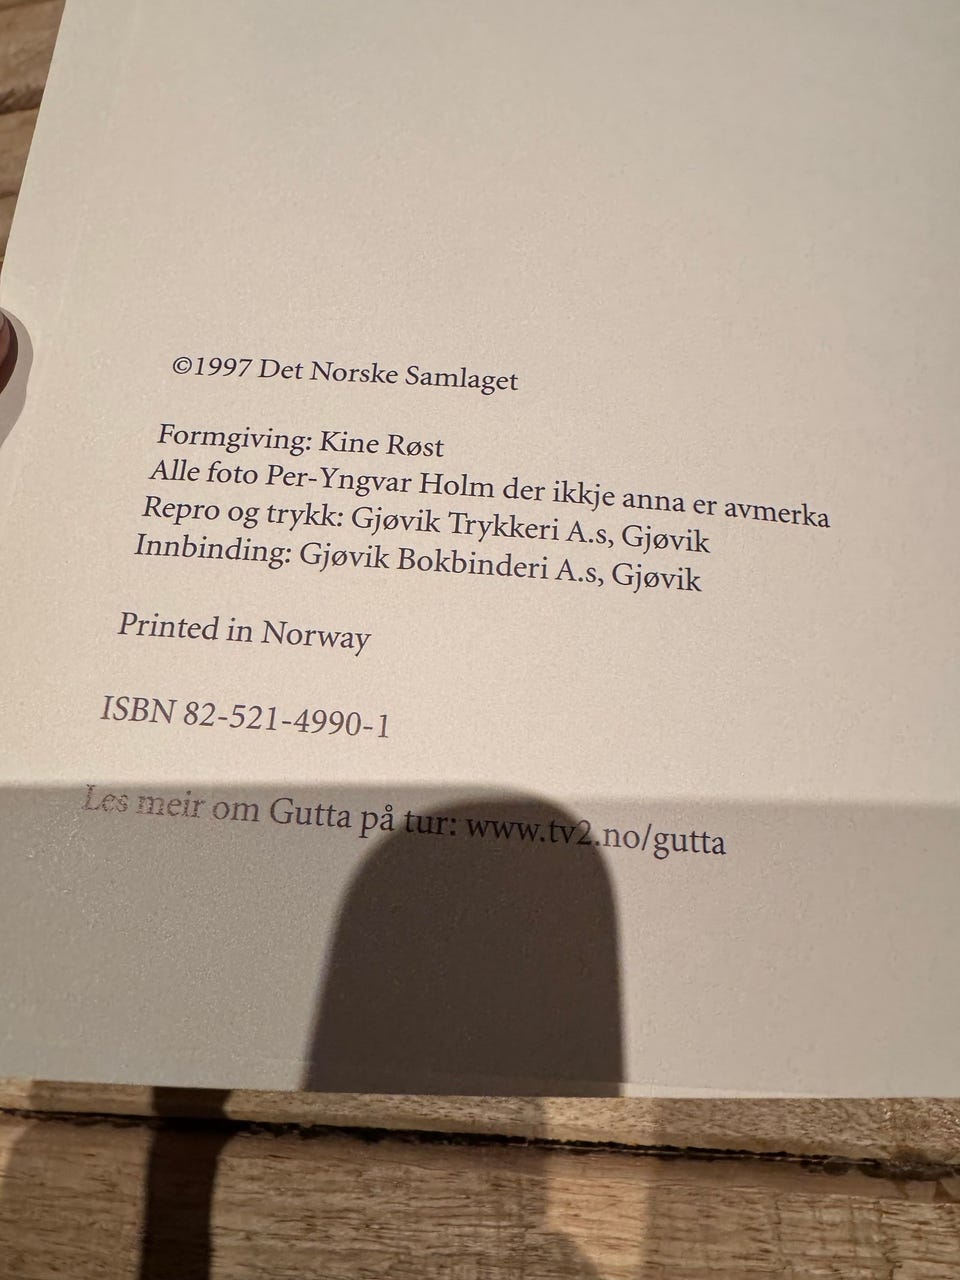 ©1997 Det Norske Samlaget
Formgiving: Kine Røst
Alle foto Per-Yngvar Holm der ikkje anna er avmerka
Repro og trykk: Gjøvik Trykkeri A.s, Gjøvik
Innbinding: Gjøvik Bokbinderi A.s, Gjøvik
Printed in Norway
ISBN 82-521-4990-1
Les meir om Gutta på tur: www.tv2.no/gutta